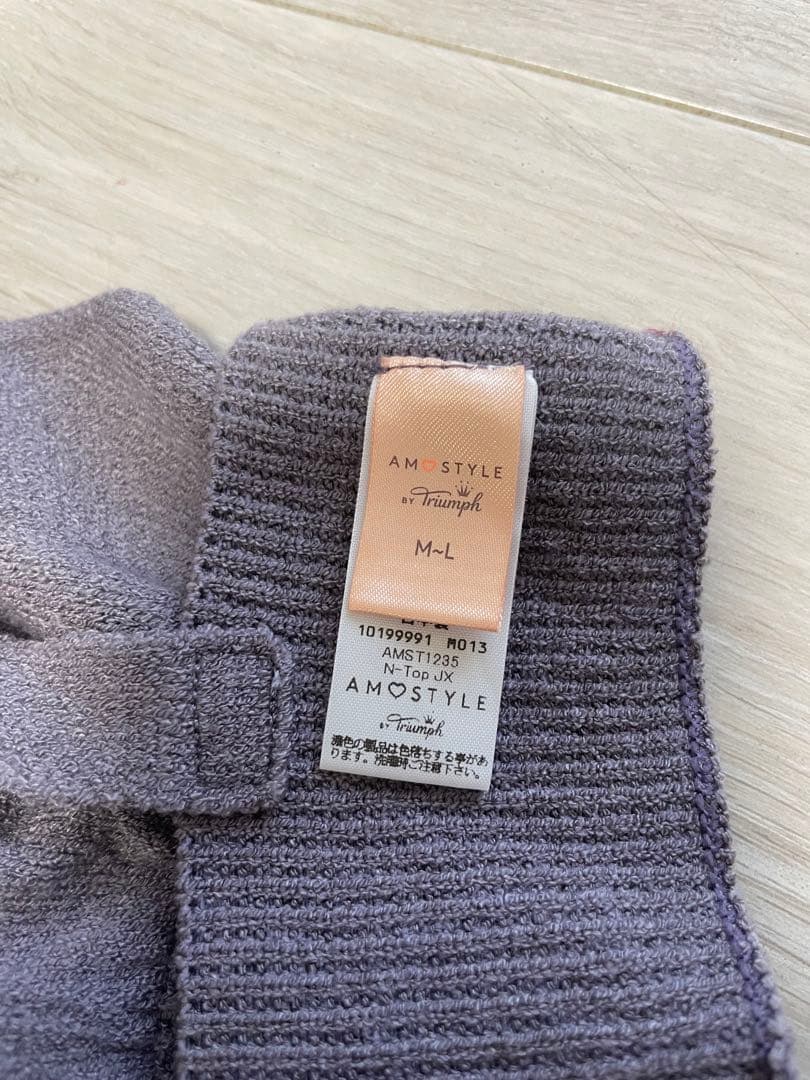 AMOSTYLE
BY Triumph
M~L
10199991 M013
AMST1235
N-Top JX
AMOSTYLE
BY Triumph
濃色の製品は色落ちする事があ
ります。洗濯時ご注意下さい。